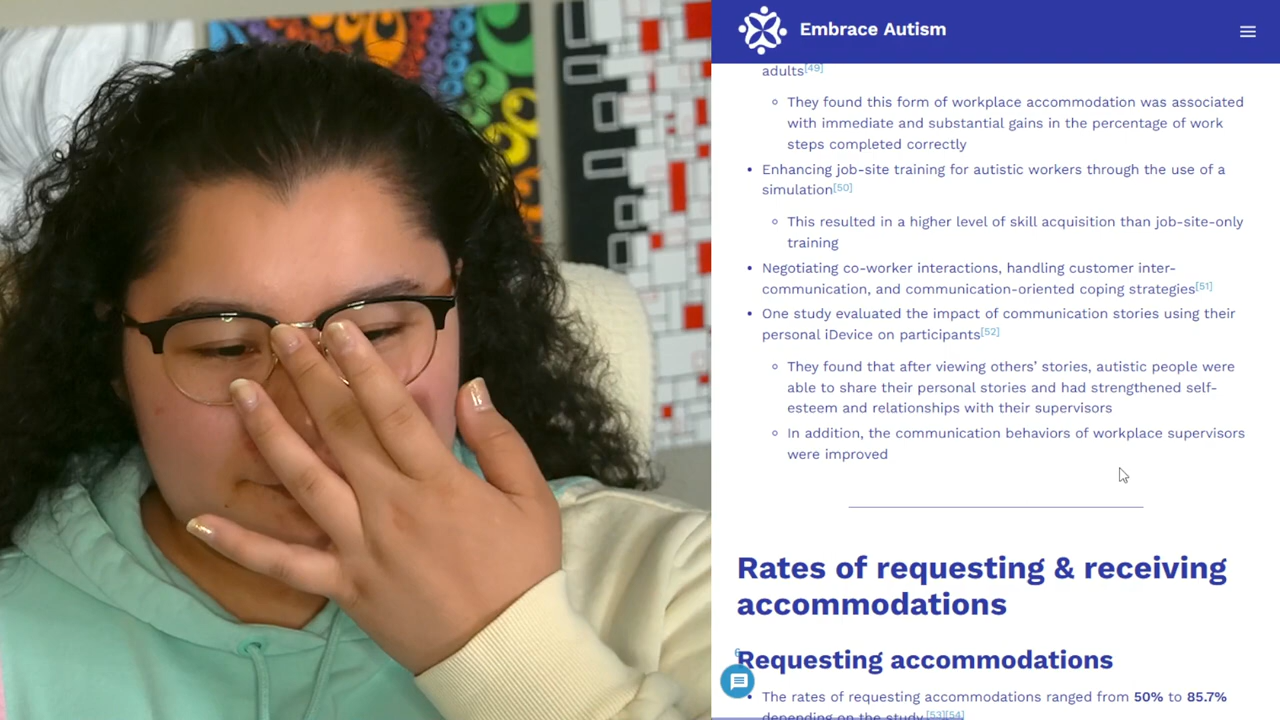 Embrace Autism
adults[49]
They found this form of workplace accommodation was associated
with immediate and substantial gains in the percentage of work
steps completed correctly
Enhancing job-site training for autistic workers through the use of a
simulation[50]
This resulted in a higher level of skill acquisition than job-site-only
training
Negotiating co-worker interactions, handling customer inter-
communication, and communication-oriented coping strategies[51]
One study evaluated the impact of communication stories using their
personal iDevice on participants[52]
They found that after viewing others' stories, autistic people were
able to share their personal stories and had strengthened self-
esteem and relationships with their supervisors
In addition, the communication behaviors of workplace supervisors
were improved
Rates of requesting & receiving
accommodations
6
Requesting accommodations
The rates of requesting accommodations ranged from 50% to 85.7%
depending on the study.[53][54]